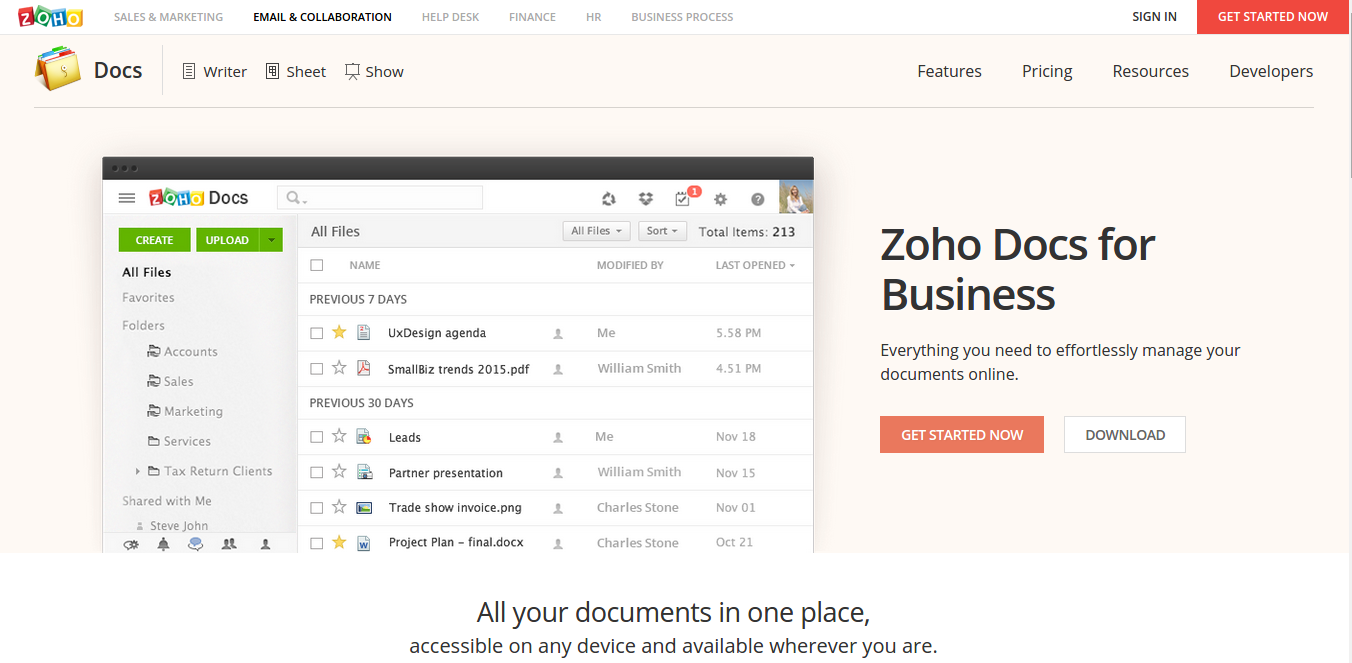 ZOHO SALES & MARKETING EMAIL & COLLABORATION HELP DESK FINANCE HR BUSINESS PROCESS SIGN IN GET STARTED NOW
Docs Writer Sheet Show Features Pricing Resources Developers
ZOHO Docs 1
CREATE UPLOAD
All Files
Favorites
Folders
Accounts
Sales
Marketing
Services
Tax Return Clients
Shared with Me
Steve John
All Files All Files Sort Total Items: 213
NAME MODIFIED BY LAST OPENED
PREVIOUS 7 DAYS
UxDesign agenda Me 5.58 PM
SmallBiz trends 2015.pdf William Smith 4.51 PM
PREVIOUS 30 DAYS
Leads Me Nov 18
Partner presentation William Smith Nov 15
Trade show invoice.png Charles Stone Nov 01
Project Plan – final.docx Charles Stone Oct 21
Zoho Docs for
Business
Everything you need to effortlessly manage your
documents online.
GET STARTED NOW DOWNLOAD
All your documents in one place,
accessible on any device and available wherever you are.